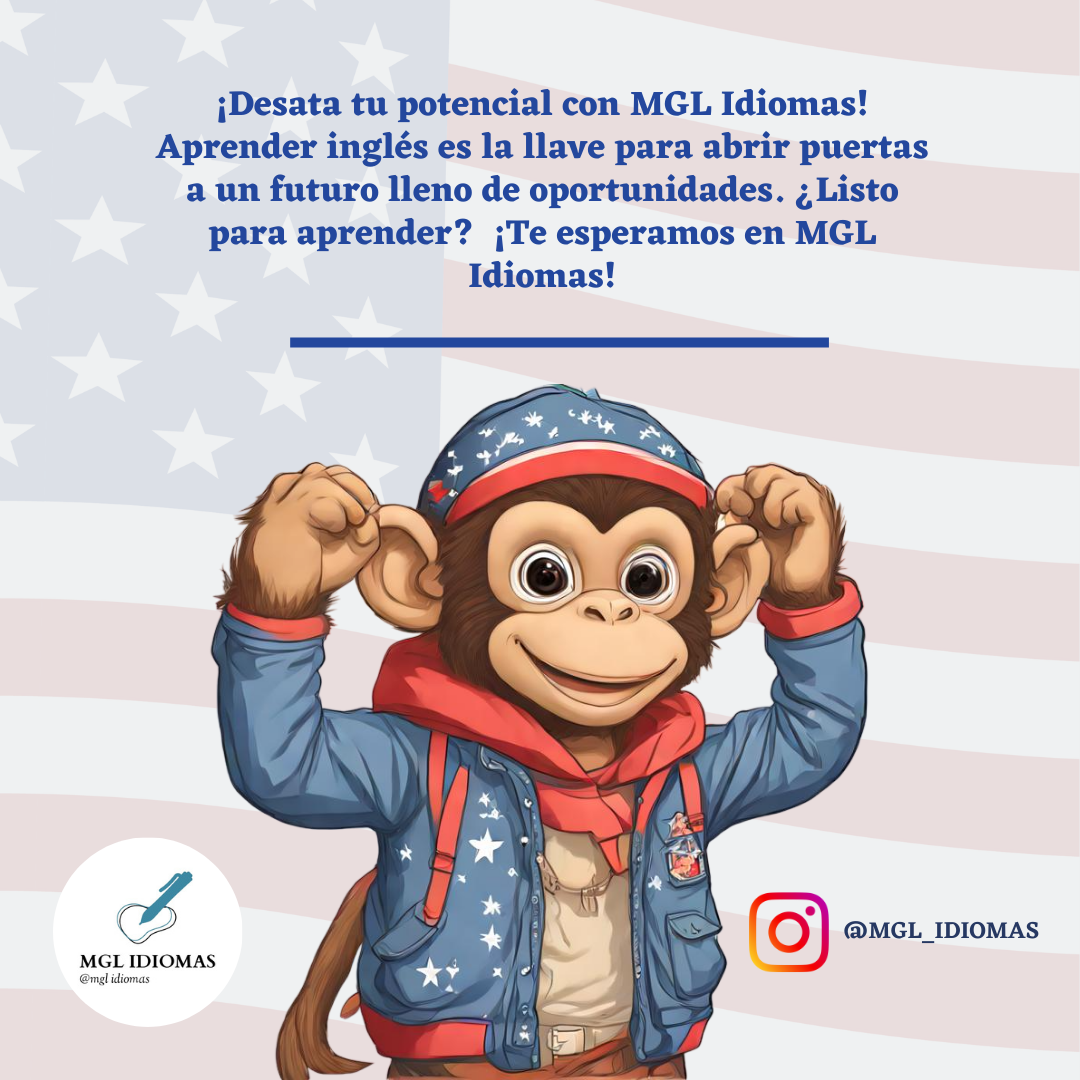 ¡Desata tu potencial con MGL Idiomas!
Aprender inglés es la llave para abrir puertas
a un futuro lleno de oportunidades. ¿Listo
para aprender?  ¡Te esperamos en MGL
Idiomas!
MGL IDIOMAS
@mgl idiomas
@MGL_IDIOMAS